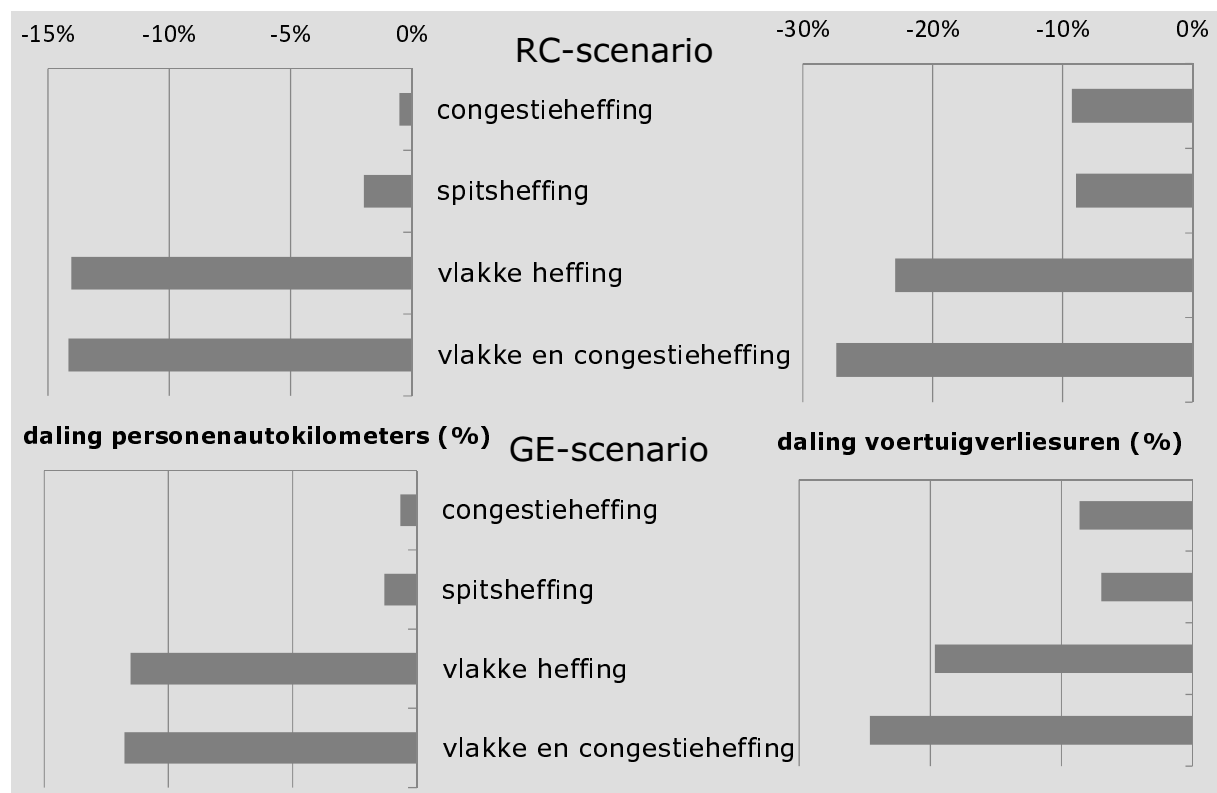 -15% -10% -5% 0%
-30% -20% -10% 0%
RC-scenario
congestieheffing
spitsheffing
vlakke heffing
vlakke en congestieheffing
daling personenautokilometers (%)
daling voertuigverliesuren (%)
GE-scenario
congestieheffing
spitsheffing
vlakke heffing
vlakke en congestieheffing